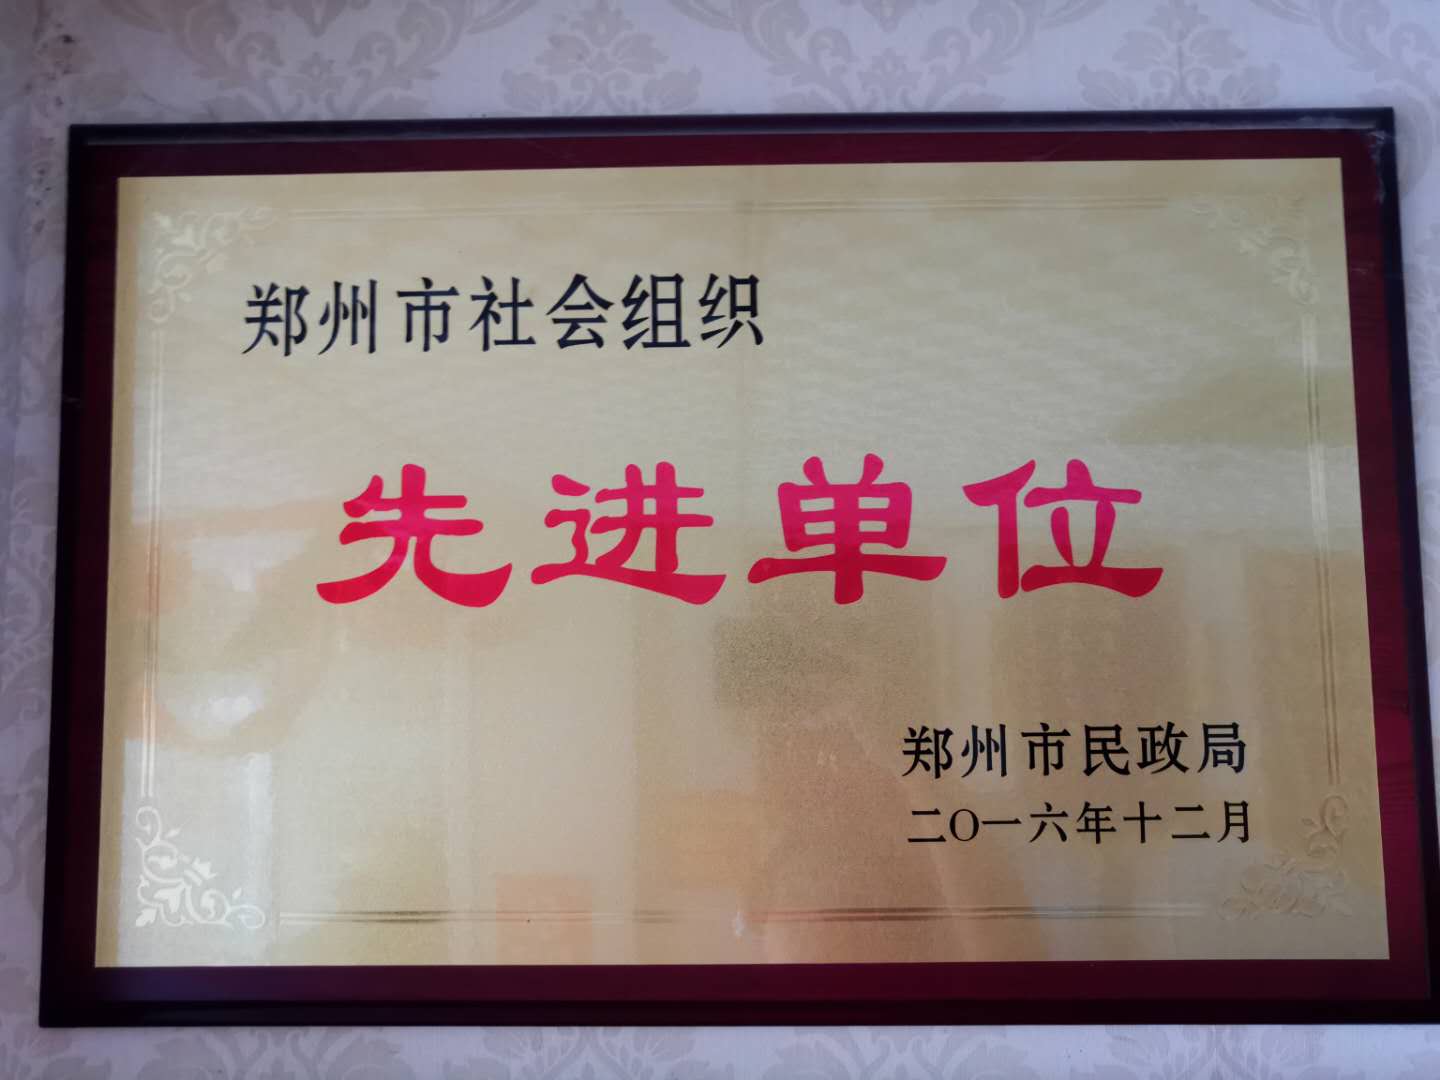 郑州市社会组织
先进单位
郑州市民政局
二〇一六年十二月